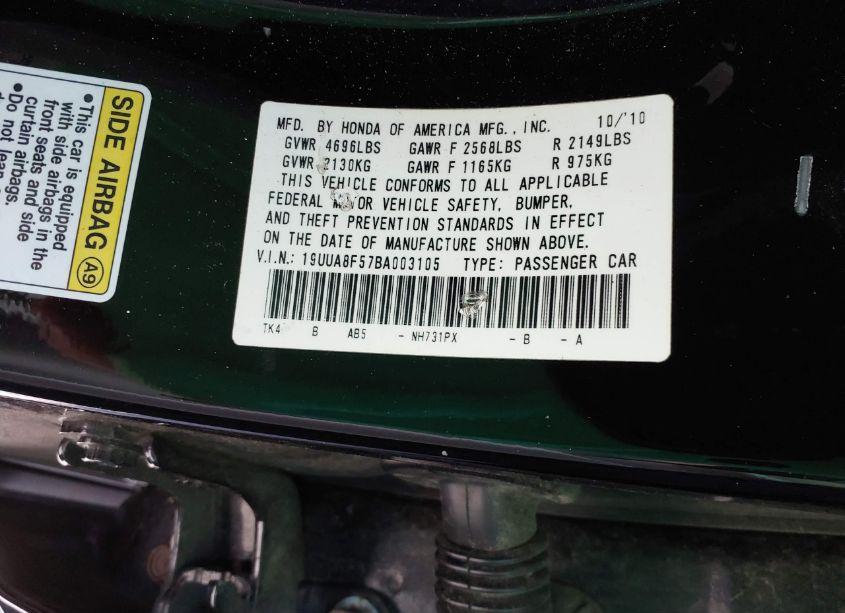 SIDE AIRBAG A9
•This car is equipped
with side airbags in the
front seats and side
curtain airbags.
•Do not lean
MFD. BY HONDA OF AMERICA MFG., INC. 10/'10
GVWR 4696LBS GAWR F 2568LBS R 2149LBS
GVWR 2130KG GAWR F 1165KG R 975KG
THIS VEHICLE CONFORMS TO ALL APPLICABLE
FEDERAL MOTOR VEHICLE SAFETY, BUMPER,
AND THEFT PREVENTION STANDARDS IN EFFECT
ON THE DATE OF MANUFACTURE SHOWN ABOVE.
V.I.N.: 19UUA8F57BA003105 TYPE: PASSENGER CAR
TK4 B AB5 - NH731PX - B - A